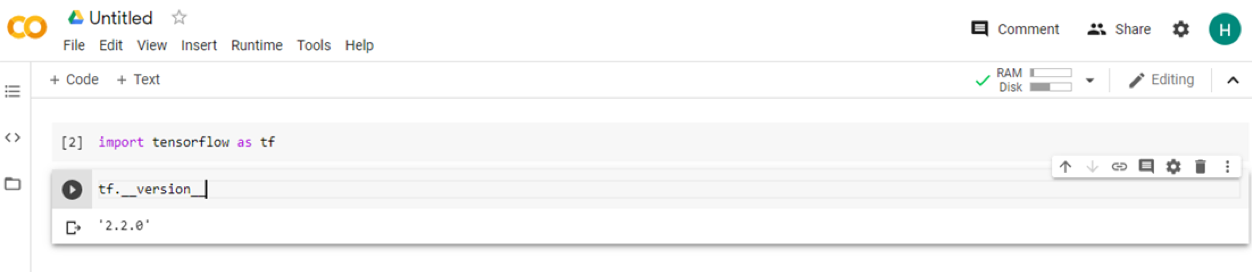 Untitled
Comment Share H
File Edit View Insert Runtime Tools Help
+ Code + Text
RAM
Disk
Editing
[2] import tensorflow as tf
tf.__version__
'2.2.0'